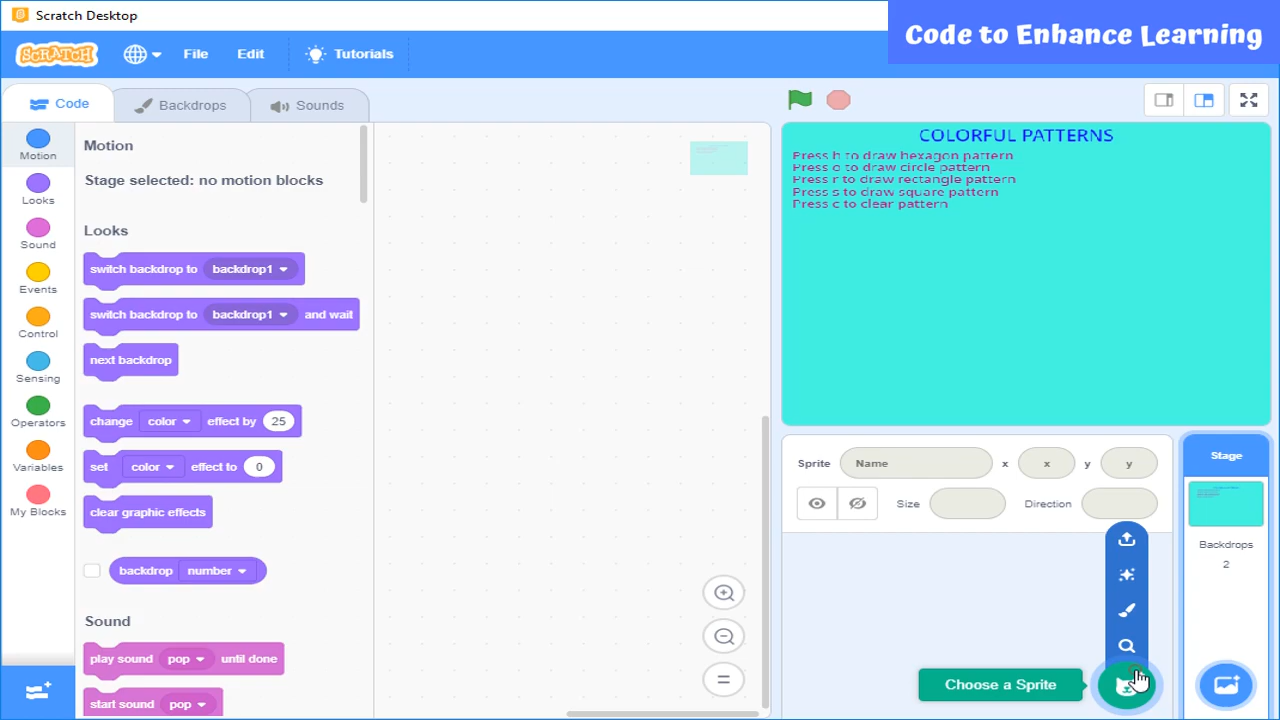 Scratch Desktop
Code to Enhance Learning
SCRATCH
File
Edit
Tutorials
Code
Backdrops
Sounds
Motion
Looks
Sound
Events
Control
Sensing
Operators
Variables
My Blocks
Motion
Stage selected: no motion blocks
Looks
switch backdrop to backdrop1
switch backdrop to backdrop1 and wait
next backdrop
change color effect by 25
set color effect to 0
clear graphic effects
backdrop number
Sound
play sound pop until done
start sound pop
COLORFUL PATTERNS
Press h to draw hexagon pattern
Press o to draw circle pattern
Press r to draw rectangle pattern
Press s to draw square pattern
Press c to clear pattern
Sprite Name x x y y
Size Direction
Choose a Sprite
Stage
Backdrops
2